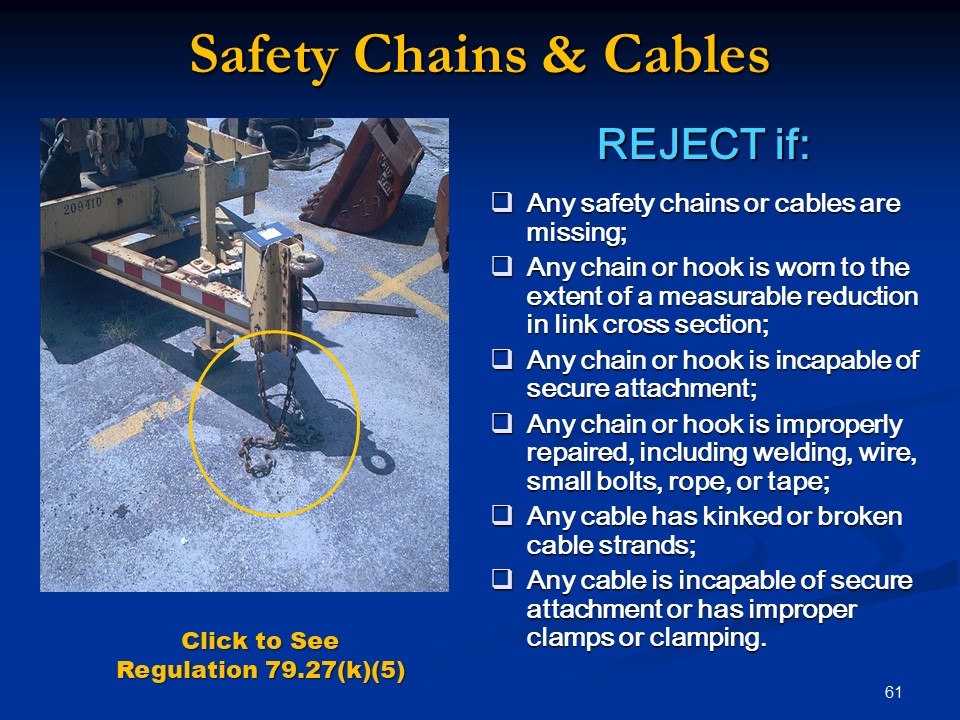 Safety Chains & Cables
209410
REJECT if:
Any safety chains or cables are
missing;
Any chain or hook is worn to the
extent of a measurable reduction
in link cross section;
Any chain or hook is incapable of
secure attachment;
Any chain or hook is improperly
repaired, including welding, wire,
small bolts, rope, or tape;
Any cable has kinked or broken
cable strands;
Any cable is incapable of secure
attachment or has improper
clamps or clamping.
Click to See
Regulation 79.27(k)(5)
61